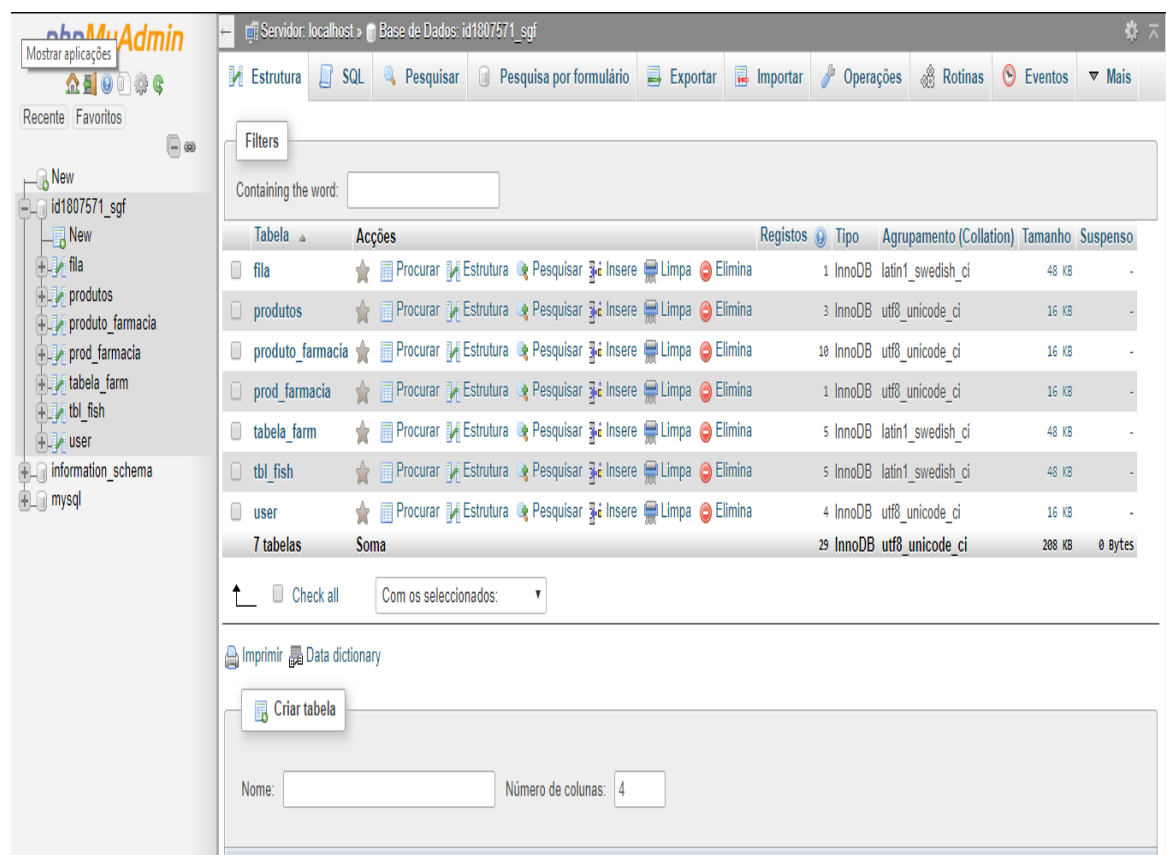 phpMyAdmin
Mostrar aplicações
Recente Favoritos
New
id1807571_sgf
New
fila
produtos
produto_farmacia
prod_farmacia
tabela_farm
tbl_fish
user
information_schema
mysql
Servidor: localhost » Base de Dados: id1807571_sgf
Estrutura SQL Pesquisar Pesquisa por formulário Exportar Importar Operações Rotinas Eventos Mais
Filters
Containing the word:
Tabela Acções Registos Tipo Agrupamento (Collation) Tamanho Suspenso
fila Procurar Estrutura Pesquisar Insere Limpa Elimina 1 InnoDB latin1_swedish_ci 48 KB -
produtos Procurar Estrutura Pesquisar Insere Limpa Elimina 3 InnoDB utf8_unicode_ci 16 KB -
produto_farmacia Procurar Estrutura Pesquisar Insere Limpa Elimina 10 InnoDB utf8_unicode_ci 16 KB -
prod_farmacia Procurar Estrutura Pesquisar Insere Limpa Elimina 1 InnoDB utf8_unicode_ci 16 KB -
tabela_farm Procurar Estrutura Pesquisar Insere Limpa Elimina 5 InnoDB latin1_swedish_ci 48 KB -
tbl_fish Procurar Estrutura Pesquisar Insere Limpa Elimina 5 InnoDB latin1_swedish_ci 48 KB -
user Procurar Estrutura Pesquisar Insere Limpa Elimina 4 InnoDB utf8_unicode_ci 16 KB -
7 tabelas Soma 29 InnoDB utf8_unicode_ci 208 KB 0 Bytes
Check all Com os seleccionados:
Imprimir Data dictionary
Criar tabela
Nome: Número de colunas: 4